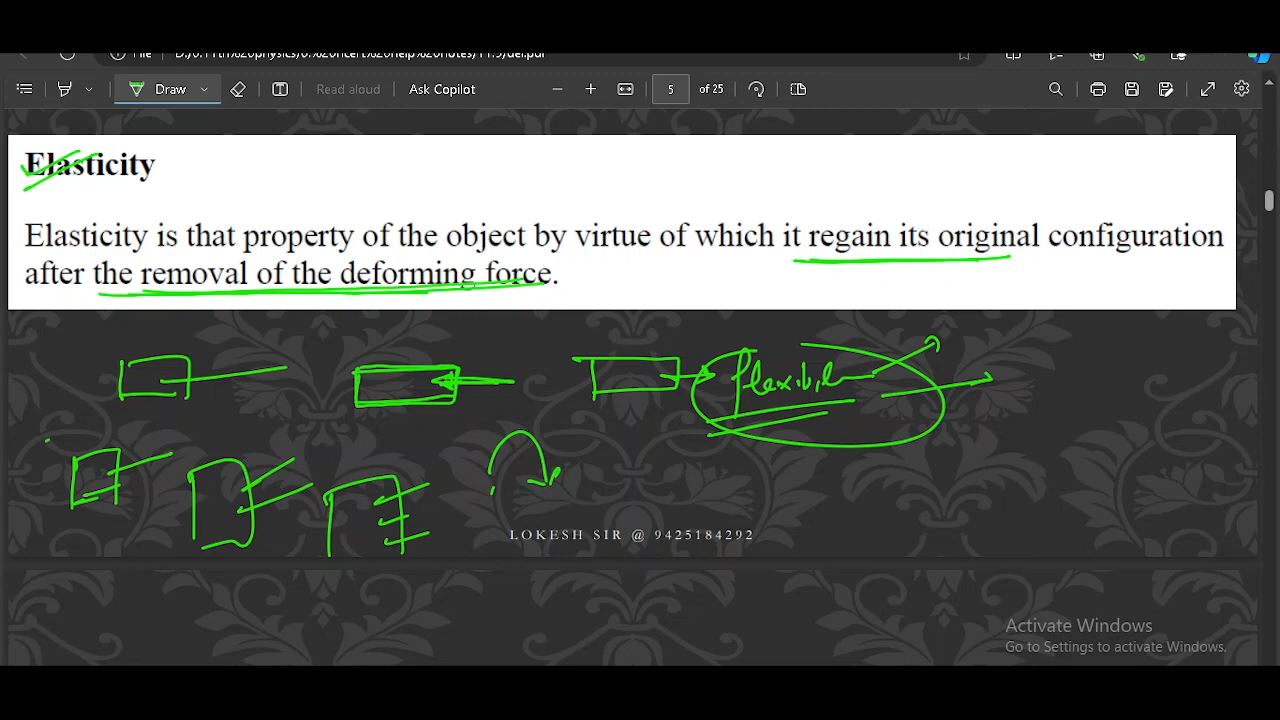 Draw
Read aloud
Ask Copilot
5
of 25
Elasticity
Elasticity is that property of the object by virtue of which it regain its original configuration
after the removal of the deforming force.
LOKESH SIR @ 9425184292
Activate Windows
Go to Settings to activate Windows.